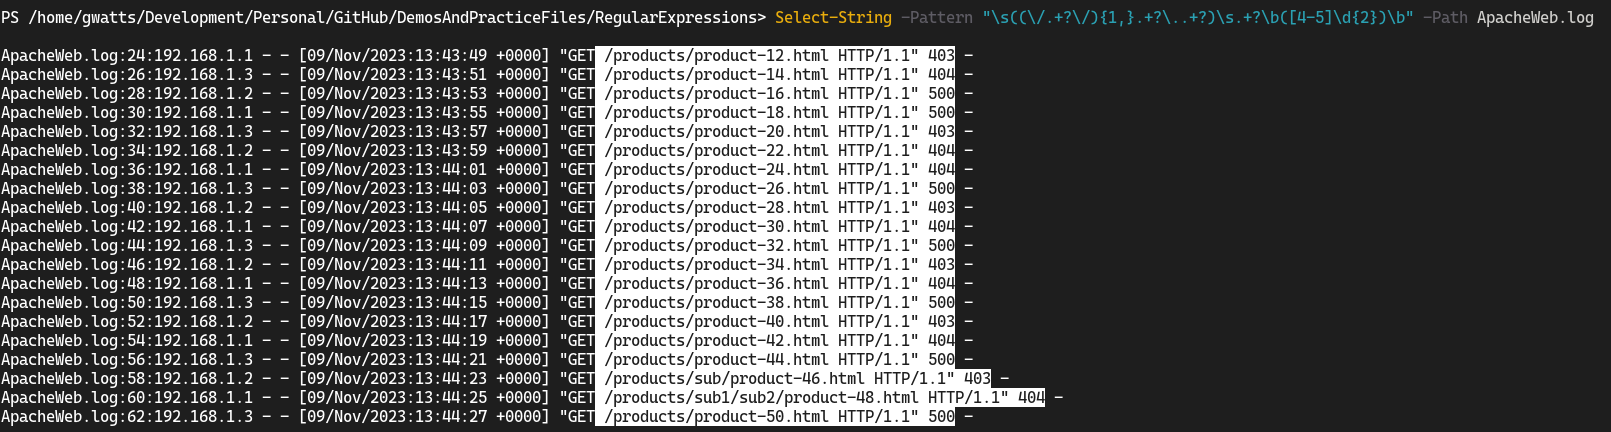 PS /home/gwatts/Development/Personal/GitHub/DemosAndPracticeFiles/RegularExpressions> Select-String -Pattern "\s((\/.+?\/){1,}.+?\..+?)\s.+?\b([4-5]\d{2})\b" -Path ApacheWeb.log
ApacheWeb.log:24:192.168.1.1 - - [09/Nov/2023:13:43:49 +0000] "GET /products/product-12.html HTTP/1.1" 403 -
ApacheWeb.log:26:192.168.1.3 - - [09/Nov/2023:13:43:51 +0000] "GET /products/product-14.html HTTP/1.1" 404 -
ApacheWeb.log:28:192.168.1.2 - - [09/Nov/2023:13:43:53 +0000] "GET /products/product-16.html HTTP/1.1" 500 -
ApacheWeb.log:30:192.168.1.1 - - [09/Nov/2023:13:43:55 +0000] "GET /products/product-18.html HTTP/1.1" 500 -
ApacheWeb.log:32:192.168.1.3 - - [09/Nov/2023:13:43:57 +0000] "GET /products/product-20.html HTTP/1.1" 403 -
ApacheWeb.log:34:192.168.1.2 - - [09/Nov/2023:13:43:59 +0000] "GET /products/product-22.html HTTP/1.1" 404 -
ApacheWeb.log:36:192.168.1.1 - - [09/Nov/2023:13:44:01 +0000] "GET /products/product-24.html HTTP/1.1" 404 -
ApacheWeb.log:38:192.168.1.3 - - [09/Nov/2023:13:44:03 +0000] "GET /products/product-26.html HTTP/1.1" 500 -
ApacheWeb.log:40:192.168.1.2 - - [09/Nov/2023:13:44:05 +0000] "GET /products/product-28.html HTTP/1.1" 403 -
ApacheWeb.log:42:192.168.1.1 - - [09/Nov/2023:13:44:07 +0000] "GET /products/product-30.html HTTP/1.1" 404 -
ApacheWeb.log:44:192.168.1.3 - - [09/Nov/2023:13:44:09 +0000] "GET /products/product-32.html HTTP/1.1" 500 -
ApacheWeb.log:46:192.168.1.2 - - [09/Nov/2023:13:44:11 +0000] "GET /products/product-34.html HTTP/1.1" 403 -
ApacheWeb.log:48:192.168.1.1 - - [09/Nov/2023:13:44:13 +0000] "GET /products/product-36.html HTTP/1.1" 404 -
ApacheWeb.log:50:192.168.1.3 - - [09/Nov/2023:13:44:15 +0000] "GET /products/product-38.html HTTP/1.1" 500 -
ApacheWeb.log:52:192.168.1.2 - - [09/Nov/2023:13:44:17 +0000] "GET /products/product-40.html HTTP/1.1" 403 -
ApacheWeb.log:54:192.168.1.1 - - [09/Nov/2023:13:44:19 +0000] "GET /products/product-42.html HTTP/1.1" 404 -
ApacheWeb.log:56:192.168.1.3 - - [09/Nov/2023:13:44:21 +0000] "GET /products/product-44.html HTTP/1.1" 500 -
ApacheWeb.log:58:192.168.1.2 - - [09/Nov/2023:13:44:23 +0000] "GET /products/sub/product-46.html HTTP/1.1" 403 -
ApacheWeb.log:60:192.168.1.1 - - [09/Nov/2023:13:44:25 +0000] "GET /products/sub1/sub2/product-48.html HTTP/1.1" 404 -
ApacheWeb.log:62:192.168.1.3 - - [09/Nov/2023:13:44:27 +0000] "GET /products/product-50.html HTTP/1.1" 500 -